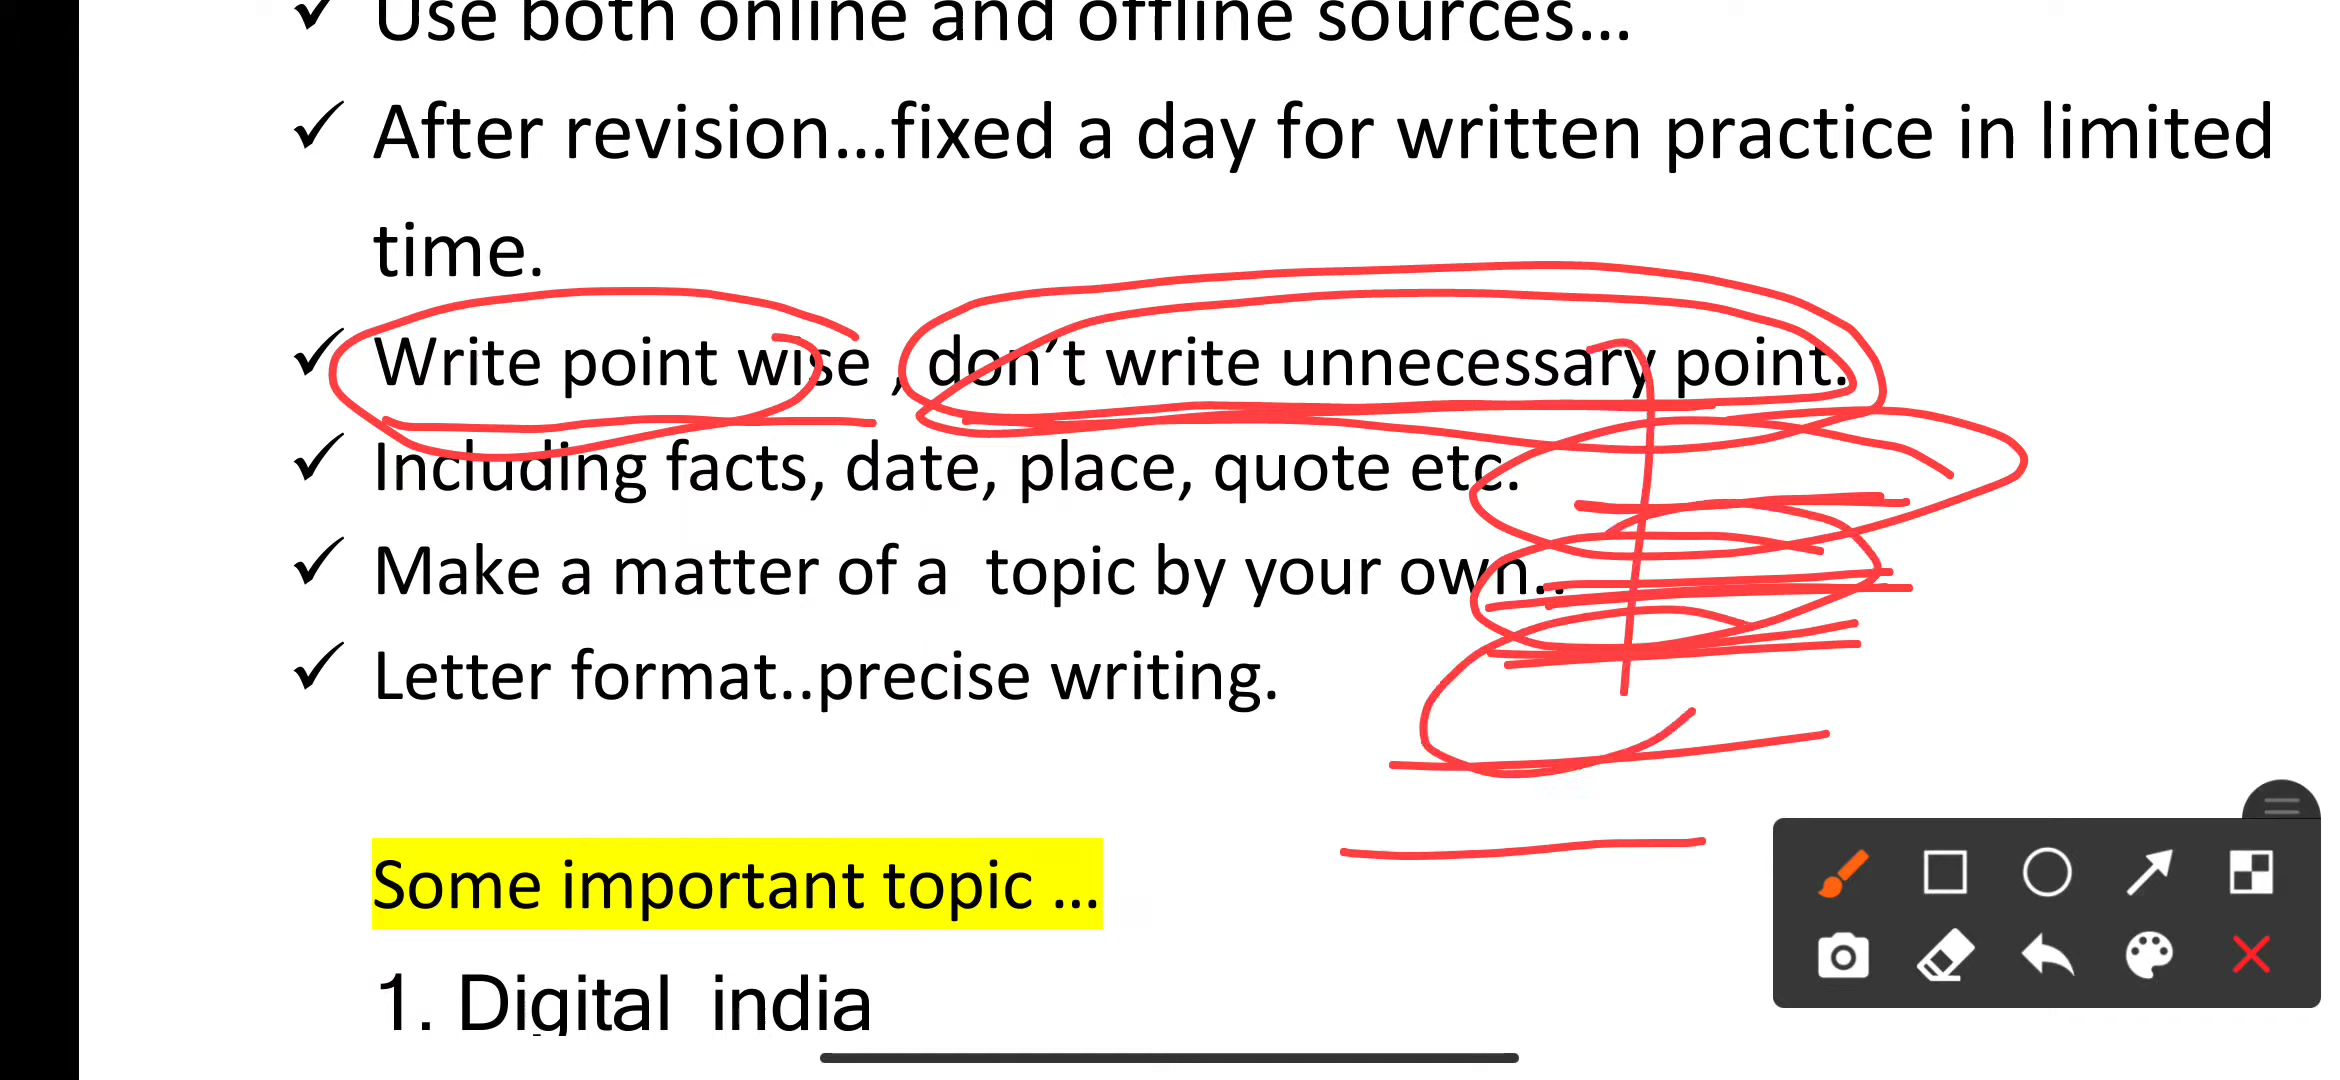 Use both online and offline sources...
✓ After revision...fixed a day for written practice in limited
time.
✓ Write point wise , don't write unnecessary point.
✓ Including facts, date, place, quote etc.
✓ Make a matter of a topic by your own..
✓ Letter format..precise writing.
Some important topic ...
1. Digital india